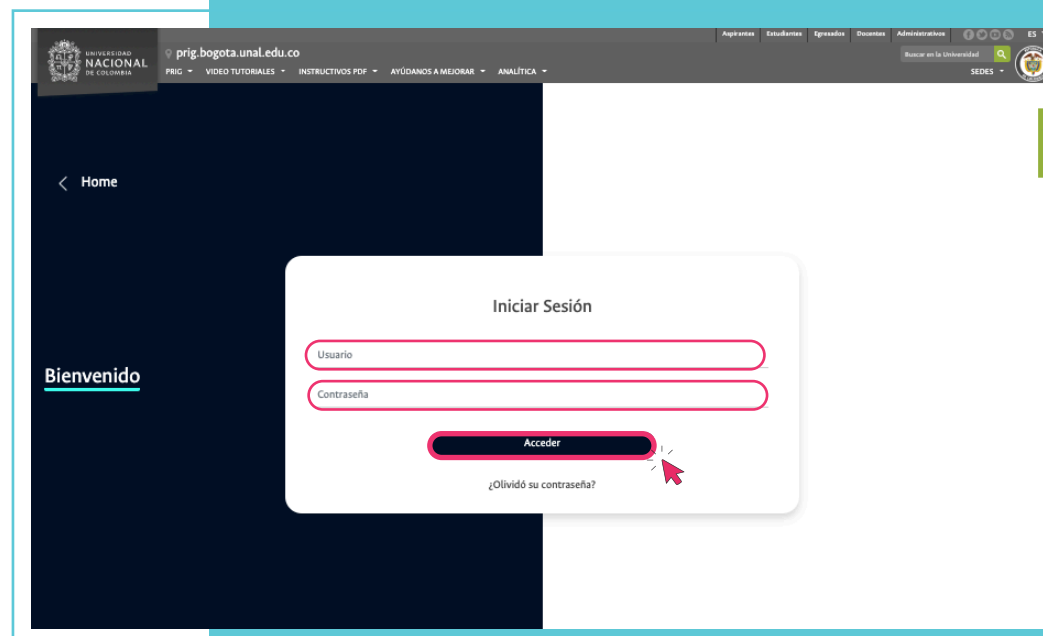 Aspirantes Estudiantes Egresados Docentes Administrativos ES
UNIVERSIDAD
NACIONAL
DE COLOMBIA
prig.bogota.unal.edu.co
Buscar en la Universidad
PRIG VIDEO TUTORIALES INSTRUCTIVOS PDF AYÚDANOS A MEJORAR ANALÍTICA SEDES
Home
Bienvenido
Iniciar Sesión
Usuario
Contraseña
Acceder
¿Olividó su contraseña?